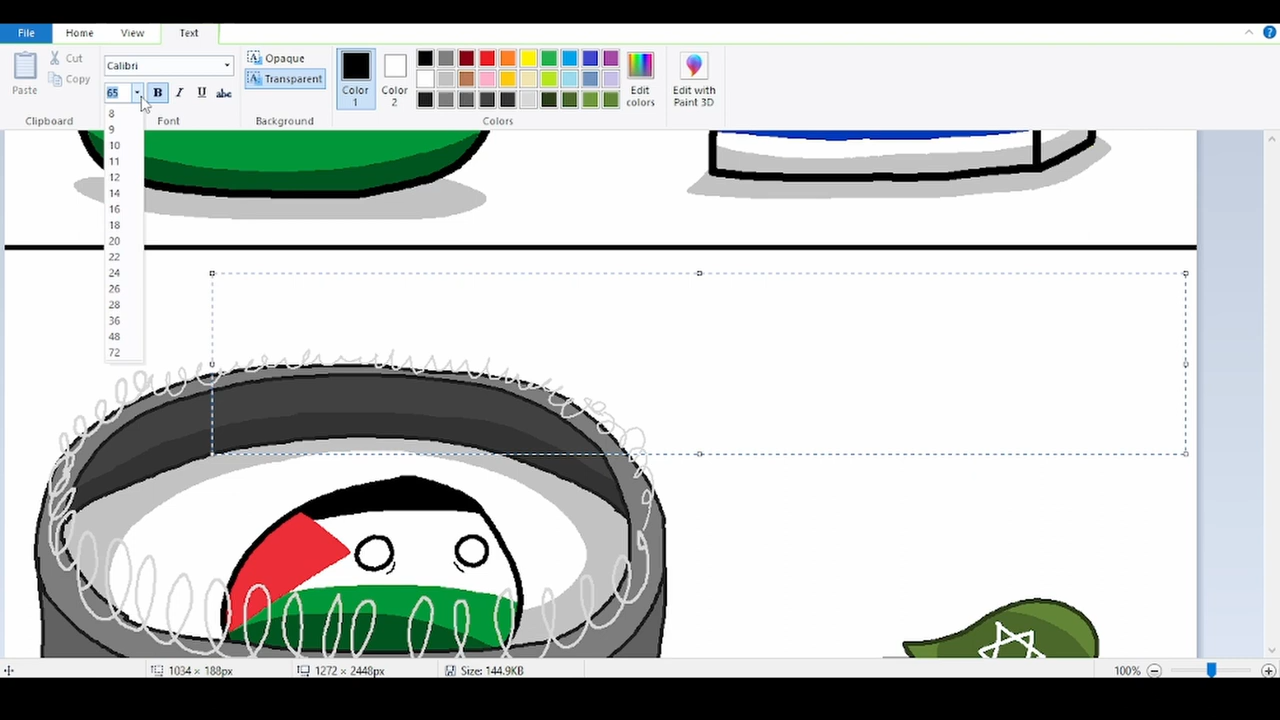 File Home View Text
Paste Cut Copy Clipboard
Calibri
65 B I U abc
Font
Opaque
Transparent
Background
Color 1
Color 2
Edit colors
Colors
Edit with Paint 3D
8
9
10
11
12
14
16
18
20
22
24
26
28
36
48
72
1034 × 188px 1272 × 2448px Size: 144.9KB 100%